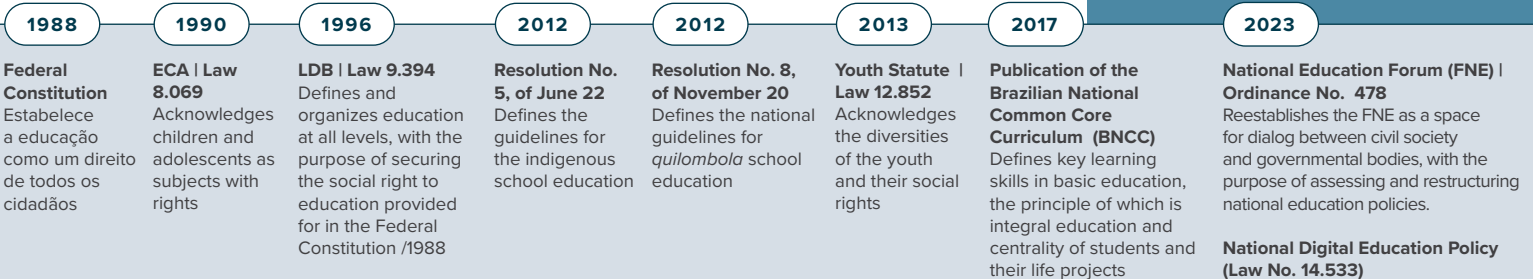 1988
Federal
Constitution
Estabelece
a educação
como um direito
de todos os
cidadãos
1990
ECA | Law
8.069
Acknowledges
children and
adolescents as
subjects with
rights
1996
LDB | Law 9.394
Defines and
organizes education
at all levels, with the
purpose of securing
the social right to
education provided
for in the Federal
Constitution /1988
2012
Resolution No.
5, of June 22
Defines the
guidelines for
the indigenous
school education
2012
Resolution No. 8,
of November 20
Defines the national
guidelines for
quilombola school
education
2013
Youth Statute |
Law 12.852
Acknowledges
the diversities
of the youth
and their social
rights
2017
Publication of the
Brazilian National
Common Core
Curriculum (BNCC)
Defines key learning
skills in basic education,
the principle of which is
integral education and
centrality of students and
their life projects
2023
National Education Forum (FNE) |
Ordinance No. 478
Reestablishes the FNE as a space
for dialog between civil society
and governmental bodies, with the
purpose of assessing and restructuring
national education policies.
National Digital Education Policy
(Law No. 14.533)